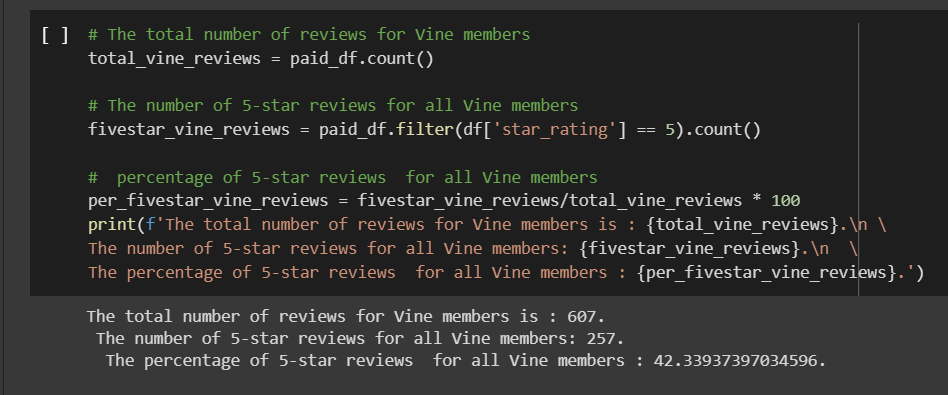 [ ] # The total number of reviews for Vine members
total_vine_reviews = paid_df.count()
# The number of 5-star reviews for all Vine members
fivestar_vine_reviews = paid_df.filter(df['star_rating'] == 5).count()
#  percentage of 5-star reviews  for all Vine members
per_fivestar_vine_reviews = fivestar_vine_reviews/total_vine_reviews * 100
print(f'The total number of reviews for Vine members is : {total_vine_reviews}.\n \
The number of 5-star reviews for all Vine members: {fivestar_vine_reviews}.\n  \
The percentage of 5-star reviews  for all Vine members : {per_fivestar_vine_reviews}.')
The total number of reviews for Vine members is : 607.
 The number of 5-star reviews for all Vine members: 257.
  The percentage of 5-star reviews  for all Vine members : 42.33937397034596.